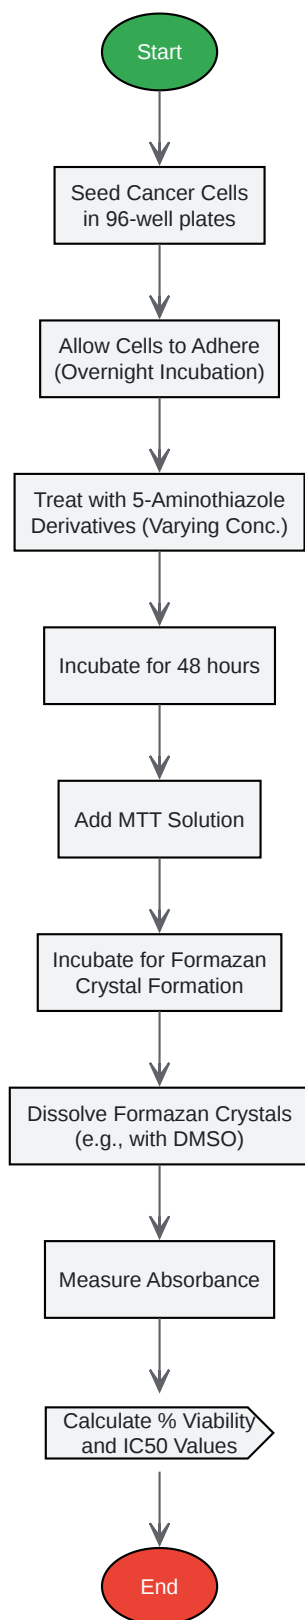 Start
Seed Cancer Cells
in 96-well plates
Allow Cells to Adhere
(Overnight Incubation)
Treat with 5-Aminothiazole
Derivatives (Varying Conc.)
Incubate for 48 hours
Add MTT Solution
Incubate for Formazan
Crystal Formation
Dissolve Formazan Crystals
(e.g., with DMSO)
Measure Absorbance
Calculate % Viability
and IC50 Values
End